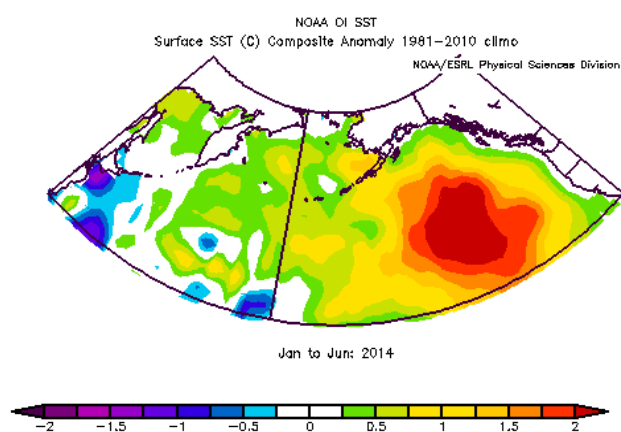 NOAA OI SST
Surface SST (C) Composite Anomaly 1981-2010 climo
NOAA/ESRL Physical Sciences Division
Jan to Jun: 2014
-2 -1.5 -1 -0.5 0 0.5 1 1.5 2